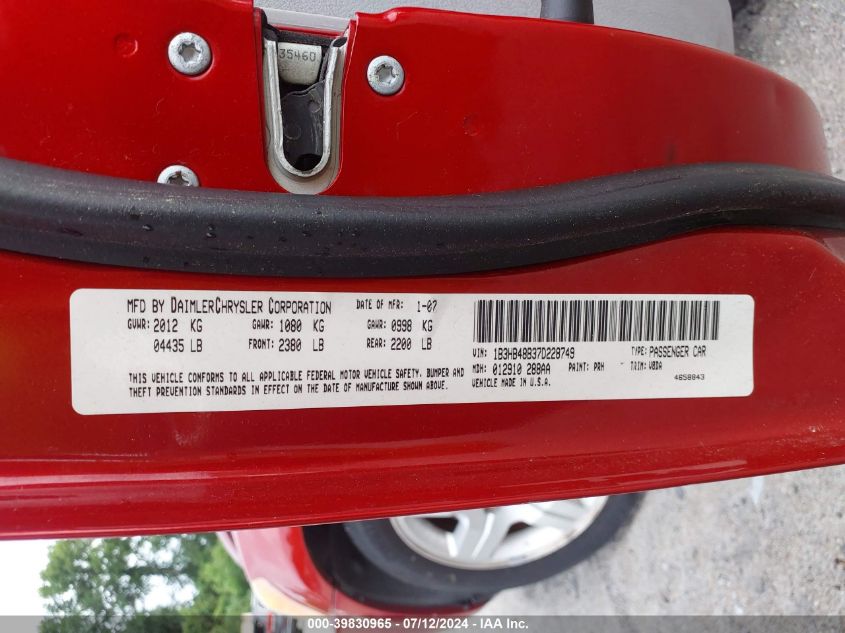 35460
MFD BY DAIMLERCHRYSLER CORPORATION DATE OF MFR: 1-07
GVWR: 2012 KG GAWR: 1080 KG GAWR: 0998 KG
04435 LB FRONT: 2380 LB REAR: 2200 LB
THIS VEHICLE CONFORMS TO ALL APPLICABLE FEDERAL MOTOR VEHICLE SAFETY, BUMPER AND
THEFT PREVENTION STANDARDS IN EFFECT ON THE DATE OF MANUFACTURE SHOWN ABOVE.
VIN: 1B3HB48B37D228749 TYPE: PASSENGER CAR
MDH: 012910 288AA PAINT: PRH TRIM: V8DA
VEHICLE MADE IN U.S.A. 4658843
000-39830965 - 07/12/2024 - IAA Inc.